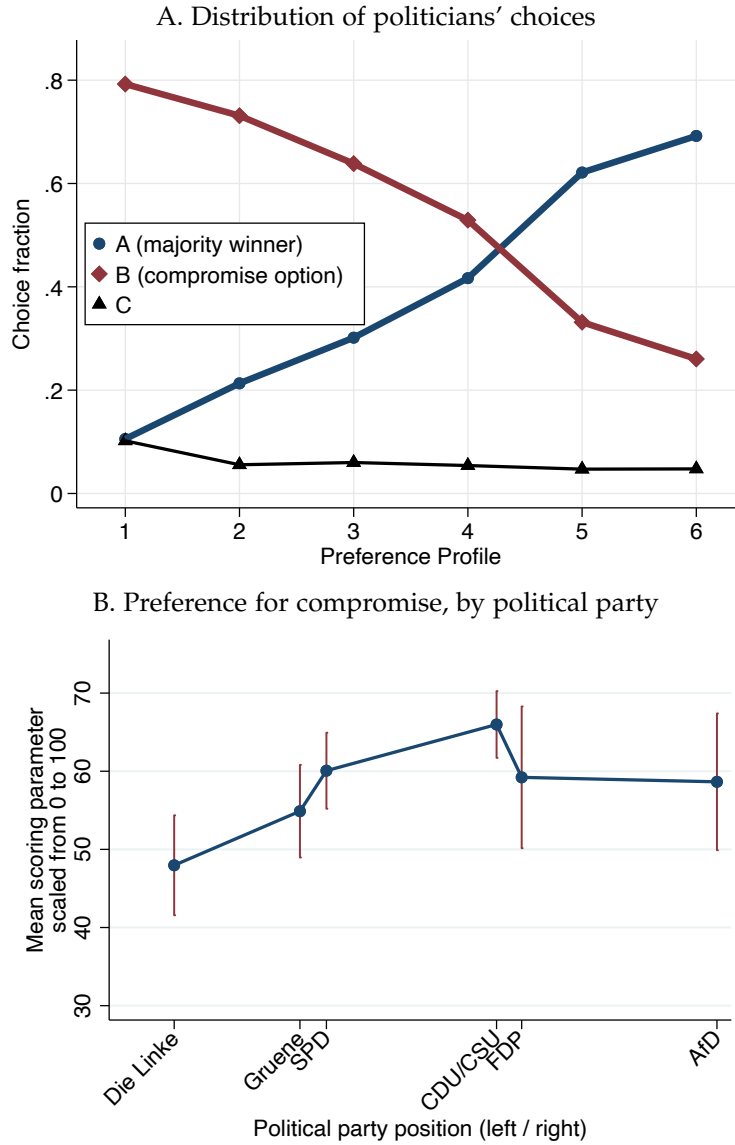 A. Distribution of politicians’ choices
.8
.6
.4
.2
0
Choice fraction
A (majority winner)
B (compromise option)
C
1 2 3 4 5 6
Preference Profile
B. Preference for compromise, by political party
70
60
50
40
30
Mean scoring parameter
scaled from 0 to 100
Die Linke
Gruene
SPD
CDU/CSU
FDP
AfD
Political party position (left / right)